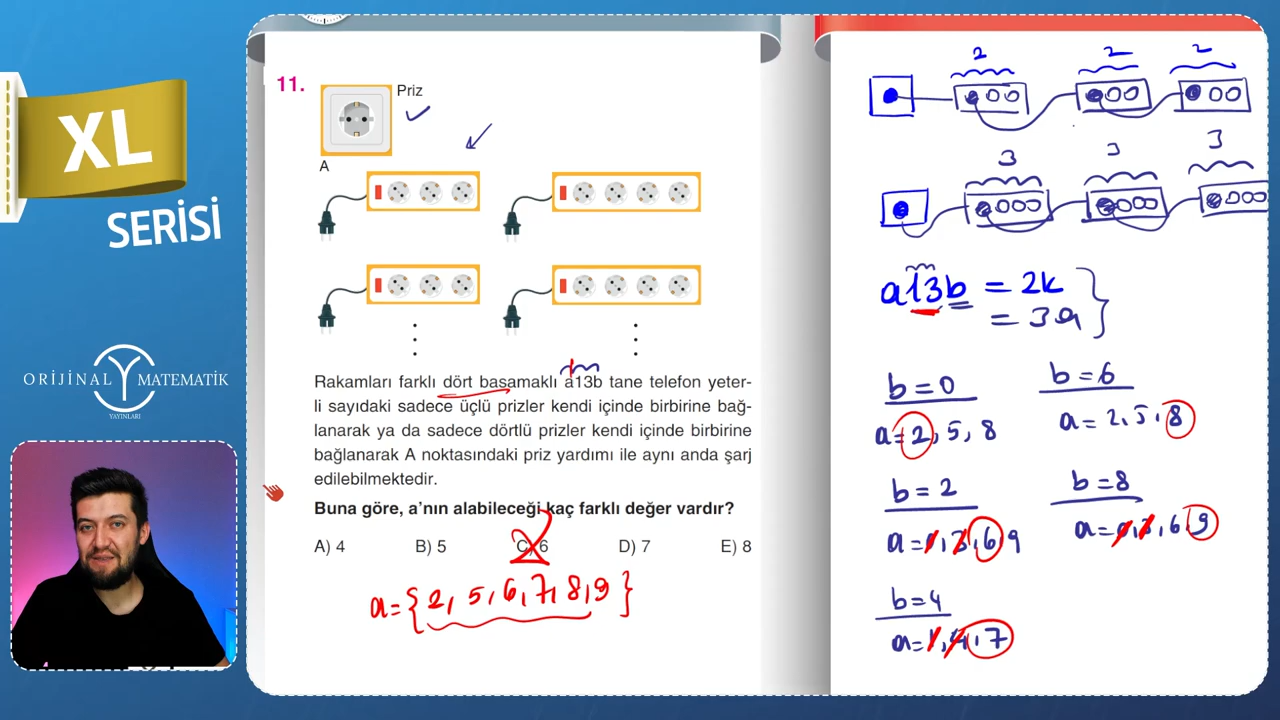 XL
SERİSİ
ORİJİNAL Y MATEMATİK
YAYINLARI
11.
Priz
A
Rakamları farklı dört basamaklı a13b tane telefon yeter-
li sayıdaki sadece üçlü prizler kendi içinde birbirine bağ-
lanarak ya da sadece dörtlü prizler kendi içinde birbirine
bağlanarak A noktasındaki priz yardımı ile aynı anda şarj
edilebilmektedir.
Buna göre, a'nın alabileceği kaç farklı değer vardır?
A) 4 B) 5 C) 6 D) 7 E) 8
a={2, 5, 6, 7, 8, 9}
2 2 2
3 3 3
a13b = 2k
= 3q
b=0
a=2, 5, 8
b=6
a=2, 5, 8
b=2
a=0, 3, 6, 9
b=8
a=0, 3, 6, 9
b=4
a=1, 4, 7